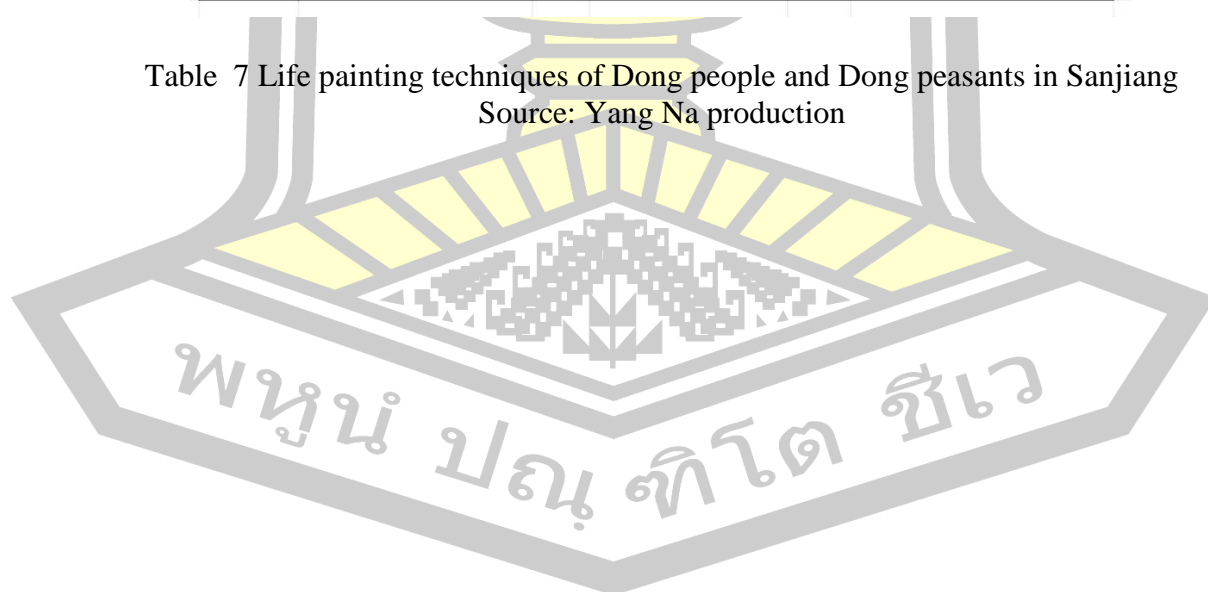 Table 7 Life painting techniques of Dong people and Dong peasants in Sanjiang
Source: Yang Na production
พหูนํ ปณฺฑิโต ชีเว